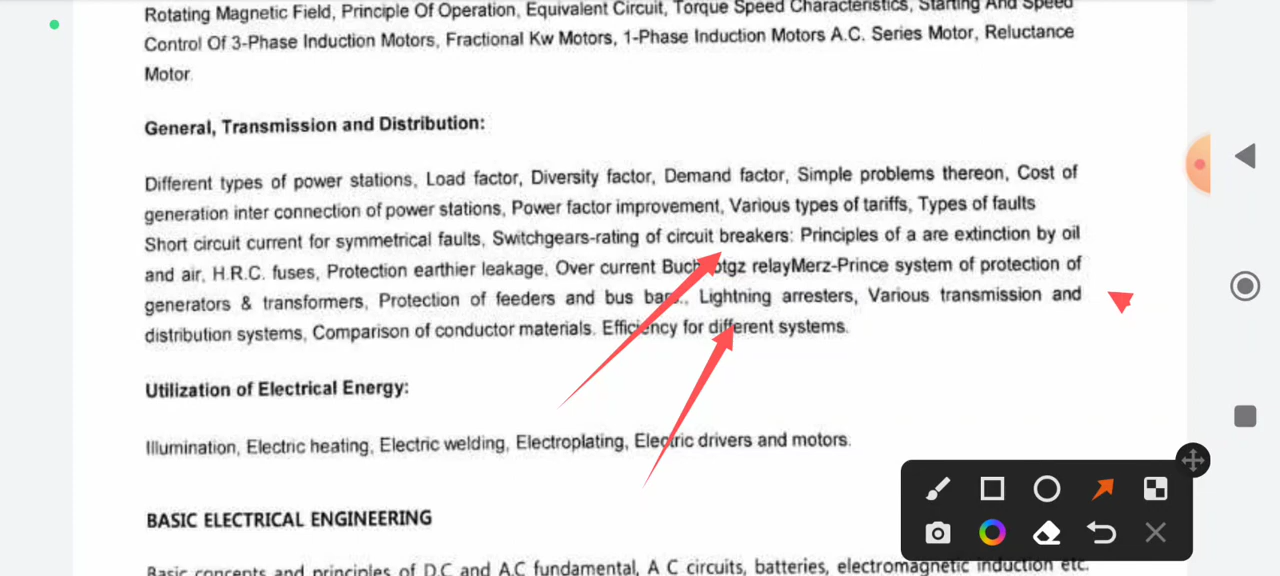 Rotating Magnetic Field, Principle Of Operation, Equivalent Circuit, Torque Speed Characteristics, Starting And Speed
Control Of 3-Phase Induction Motors, Fractional Kw Motors, 1-Phase Induction Motors A.C. Series Motor, Reluctance
Motor.
General, Transmission and Distribution:
Different types of power stations, Load factor, Diversity factor, Demand factor, Simple problems thereon, Cost of
generation inter connection of power stations, Power factor improvement, Various types of tariffs, Types of faults
Short circuit current for symmetrical faults, Switchgears-rating of circuit breakers: Principles of a are extinction by oil
and air, H.R.C. fuses, Protection earthier leakage, Over current relayMerz-Prince system of protection of
generators & transformers, Protection of feeders and bus bars., Lightning arresters, Various transmission and
distribution systems, Comparison of conductor materials. Efficiency for different systems.
Utilization of Electrical Energy:
Illumination, Electric heating, Electric welding, Electroplating, Electric drivers and motors.
BASIC ELECTRICAL ENGINEERING
Basic concepts and principles of D.C and A.C fundamental, A C circuits, batteries, electromagnetic induction etc.